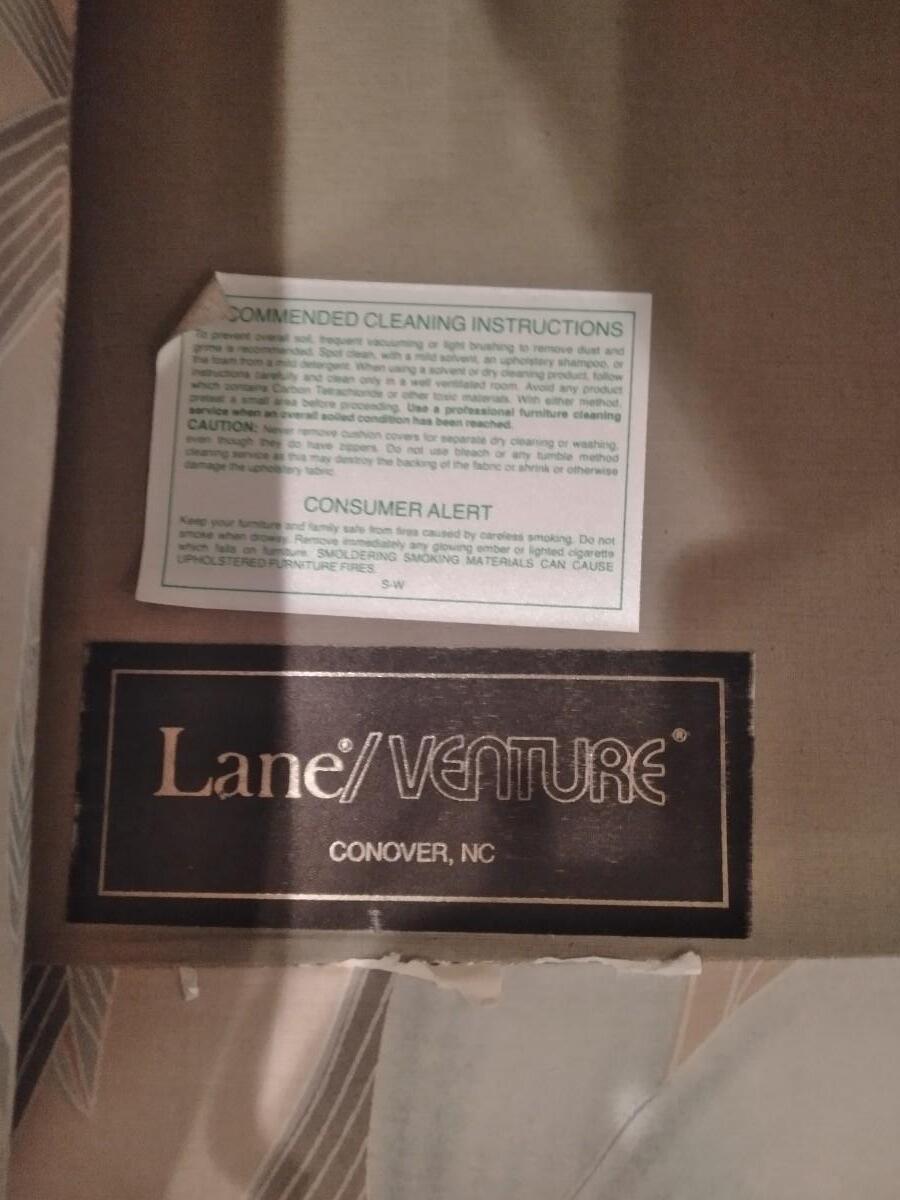 COMMENDED CLEANING INSTRUCTIONS
To prevent overall soil, frequent vacuuming or light brushing to remove dust and
grime is recommended. Spot clean, with a mild solvent, an upholstery shampoo, or
the foam from a mild detergent. When using a solvent or dry cleaning product, follow
instructions carefully and clean only in a well ventilated room. Avoid any product
which contains Carbon Tetrachloride or other toxic materials. With either method,
pretest a small area before proceeding. Use a professional furniture cleaning
service when an overall soiled condition has been reached.
CAUTION: Never remove cushion covers for separate dry cleaning or washing,
even though they do have zippers. Do not use bleach or any tumble method
cleaning service as this may destroy the backing of the fabric or shrink or otherwise
damage the upholstery fabric.
CONSUMER ALERT
Keep your furniture and family safe from fires caused by careless smoking. Do not
smoke when drowsy. Remove immediately any glowing ember or lighted cigarette
which falls on furniture. SMOLDERING SMOKING MATERIALS CAN CAUSE
UPHOLSTERED FURNITURE FIRES.
S-W
Lane®/VENTURE®
CONOVER, NC